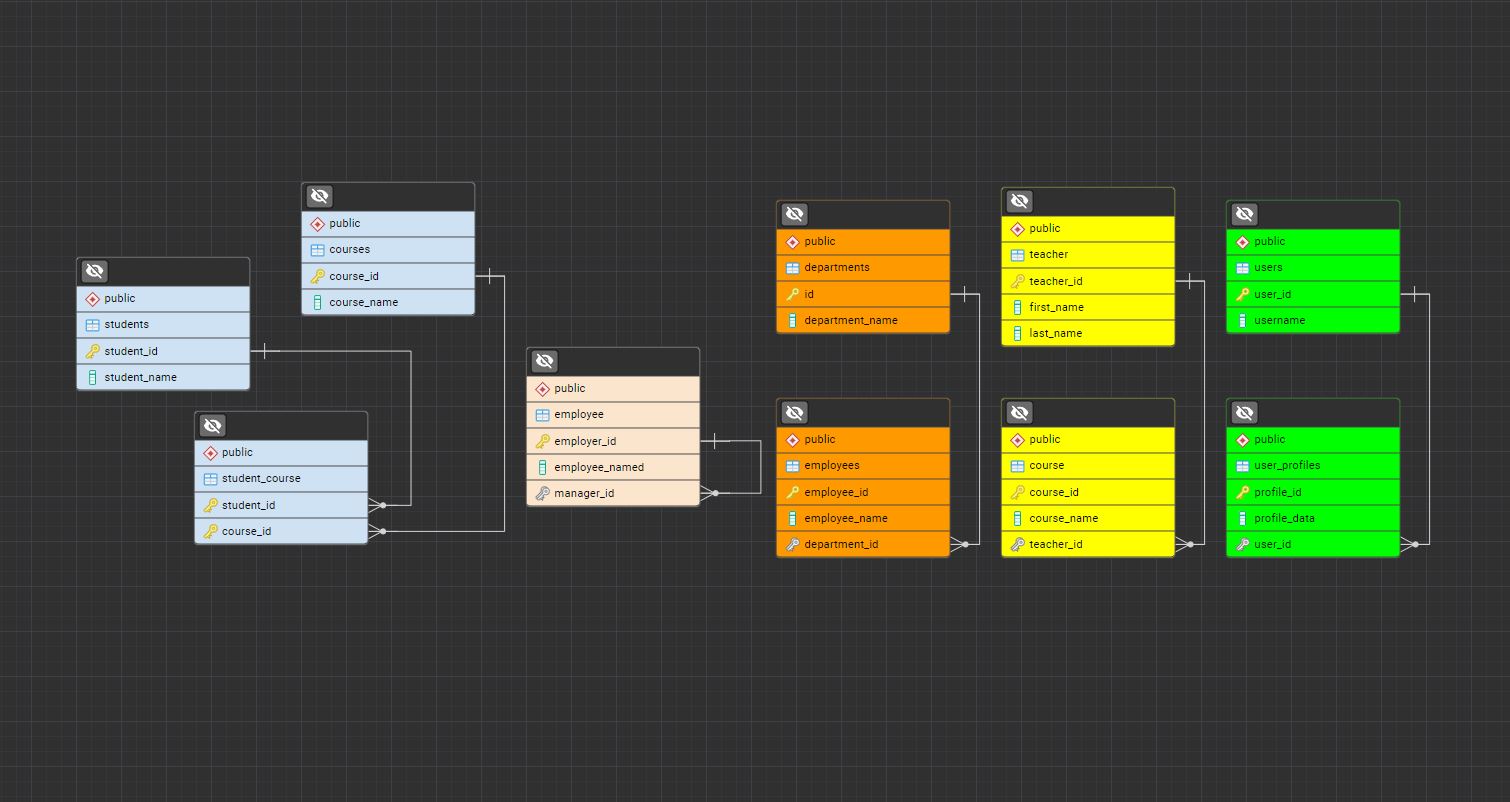 public
students
student_id
student_name
public
courses
course_id
course_name
public
student_course
student_id
course_id
public
employee
employer_id
employee_named
manager_id
public
departments
id
department_name
public
employees
employee_id
employee_name
department_id
public
teacher
teacher_id
first_name
last_name
public
course
course_id
course_name
teacher_id
public
users
user_id
username
public
user_profiles
profile_id
profile_data
user_id